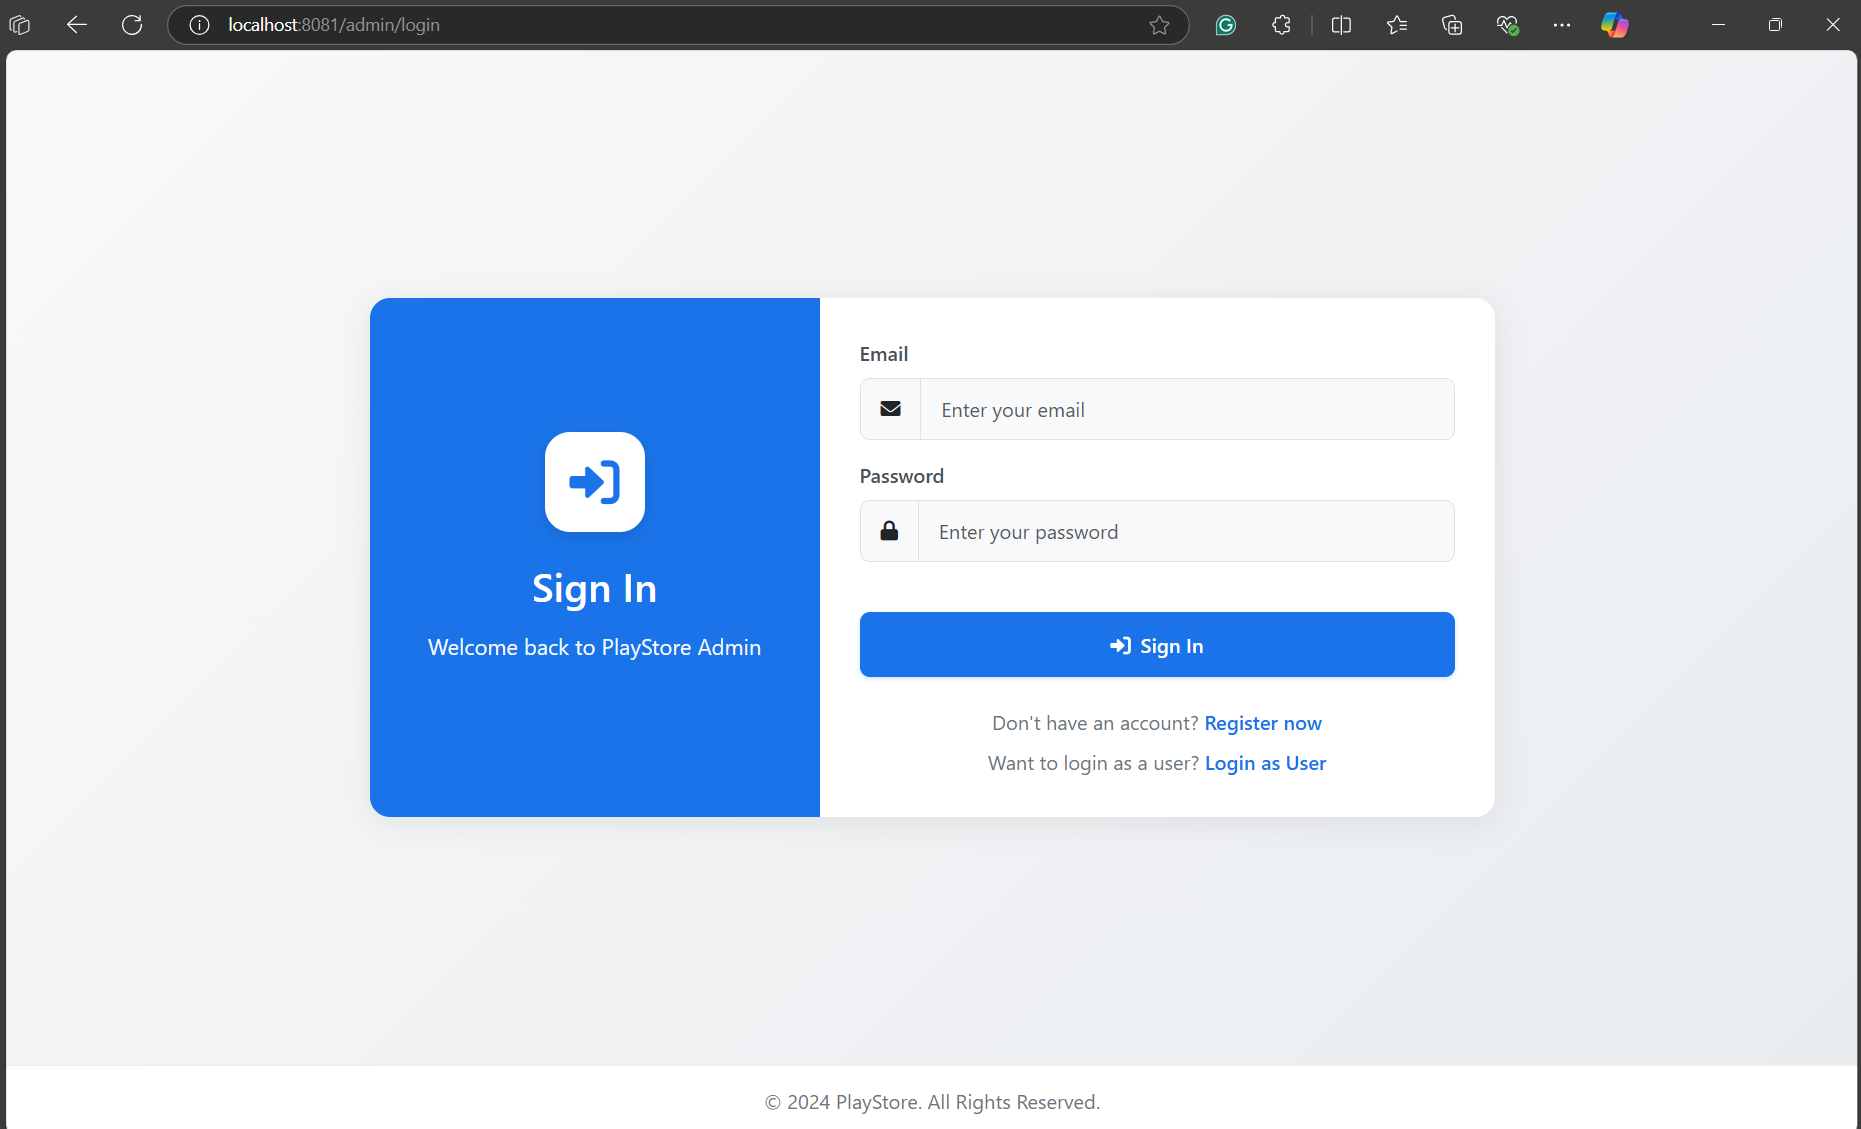 localhost:8081/admin/login
Sign In
Welcome back to PlayStore Admin
Email
Enter your email
Password
Enter your password
Sign In
Don't have an account? Register now
Want to login as a user? Login as User
© 2024 PlayStore. All Rights Reserved.